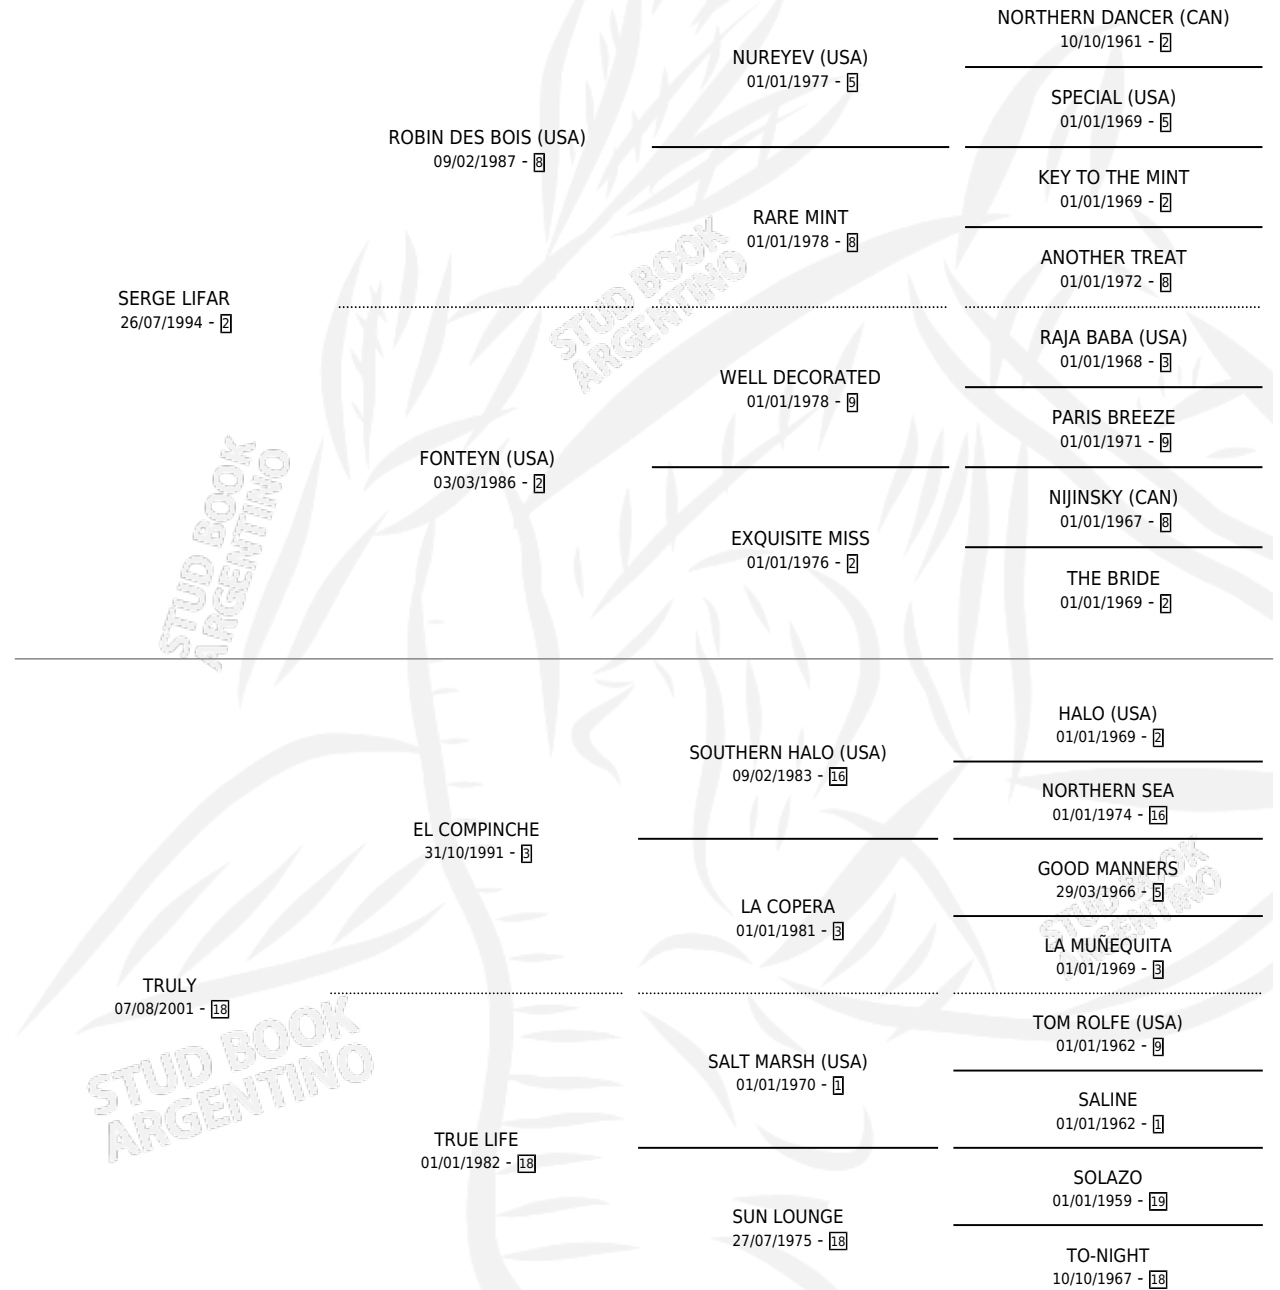 NORTHERN DANCER (CAN)
10/10/1961 - 2
NUREYEV (USA)
01/01/1977 - 5
SPECIAL (USA)
01/01/1969 - 5
ROBIN DES BOIS (USA)
09/02/1987 - 8
KEY TO THE MINT
01/01/1969 - 2
RARE MINT
01/01/1978 - 8
ANOTHER TREAT
01/01/1972 - 8
SERGE LIFAR
26/07/1994 - 2
STUD BOOK
ARGENTINO
RAJA BABA (USA)
01/01/1968 - 3
WELL DECORATED
01/01/1978 - 9
PARIS BREEZE
01/01/1971 - 9
FONTEYN (USA)
03/03/1986 - 2
NIJINSKY (CAN)
01/01/1967 - 8
EXQUISITE MISS
01/01/1976 - 2
THE BRIDE
01/01/1969 - 2
STUD BOOK
ARGENTINO
HALO (USA)
01/01/1969 - 2
SOUTHERN HALO (USA)
09/02/1983 - 16
NORTHERN SEA
01/01/1974 - 16
EL COMPINCHE
31/10/1991 - 3
GOOD MANNERS
29/03/1966 - 5
LA COPERA
01/01/1981 - 3
LA MUÑEQUITA
01/01/1969 - 3
STUD BOOK
ARGENTINO
TRULY
07/08/2001 - 18
STUD BOOK
ARGENTINO
TOM ROLFE (USA)
01/01/1962 - 9
SALT MARSH (USA)
01/01/1970 - 1
SALINE
01/01/1962 - 1
TRUE LIFE
01/01/1982 - 18
SOLAZO
01/01/1959 - 19
SUN LOUNGE
27/07/1975 - 18
TO-NIGHT
10/10/1967 - 18